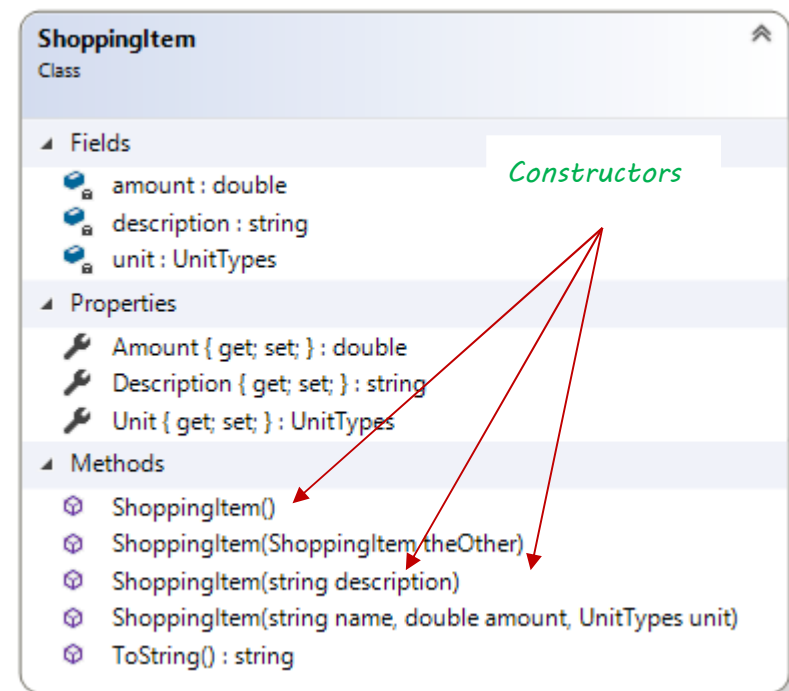 ShoppingItem
Class
Fields
Constructors
amount : double
description : string
unit : UnitTypes
Properties
Amount { get; set; } : double
Description { get; set; } : string
Unit { get; set; } : UnitTypes
Methods
ShoppingItem()
ShoppingItem(ShoppingItem theOther)
ShoppingItem(string description)
ShoppingItem(string name, double amount, UnitTypes unit)
ToString() : string